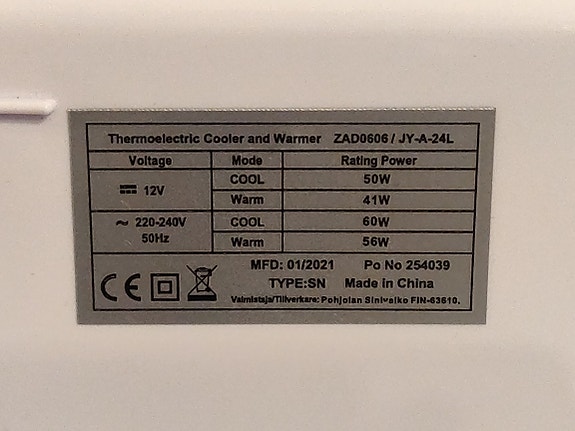 Thermoelectric Cooler and Warmer ZAD0606 / JY-A-24L
Voltage Mode Rating Power
12V COOL 50W
Warm 41W
~ 220-240V 50Hz COOL 60W
Warm 56W
MFD: 01/2021 Po No 254039
CE TYPE:SN Made in China
Valmistaja/Tillverkare: Pohjolan Sinivalko FIN-63610.